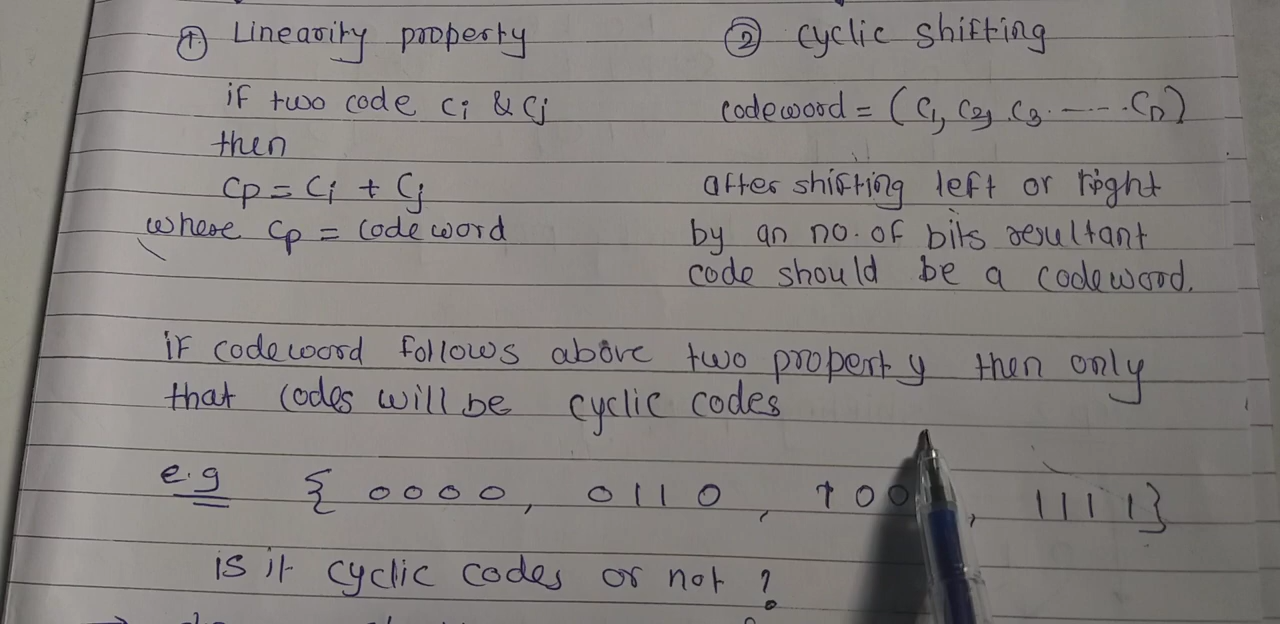 ① Linearity property
if two code Ci & Cj
then
Cp = Ci + Cj
where Cp = codeword
② cyclic shifting
codeword = (C1, C2, C3 ------ Cn)
after shifting left or right
by an no. of bits resultant
code should be a codeword.
if codeword follows above two property then only
that codes will be cyclic codes
e.g { 0000, 0110, , 1111}
is it cyclic codes or not ?